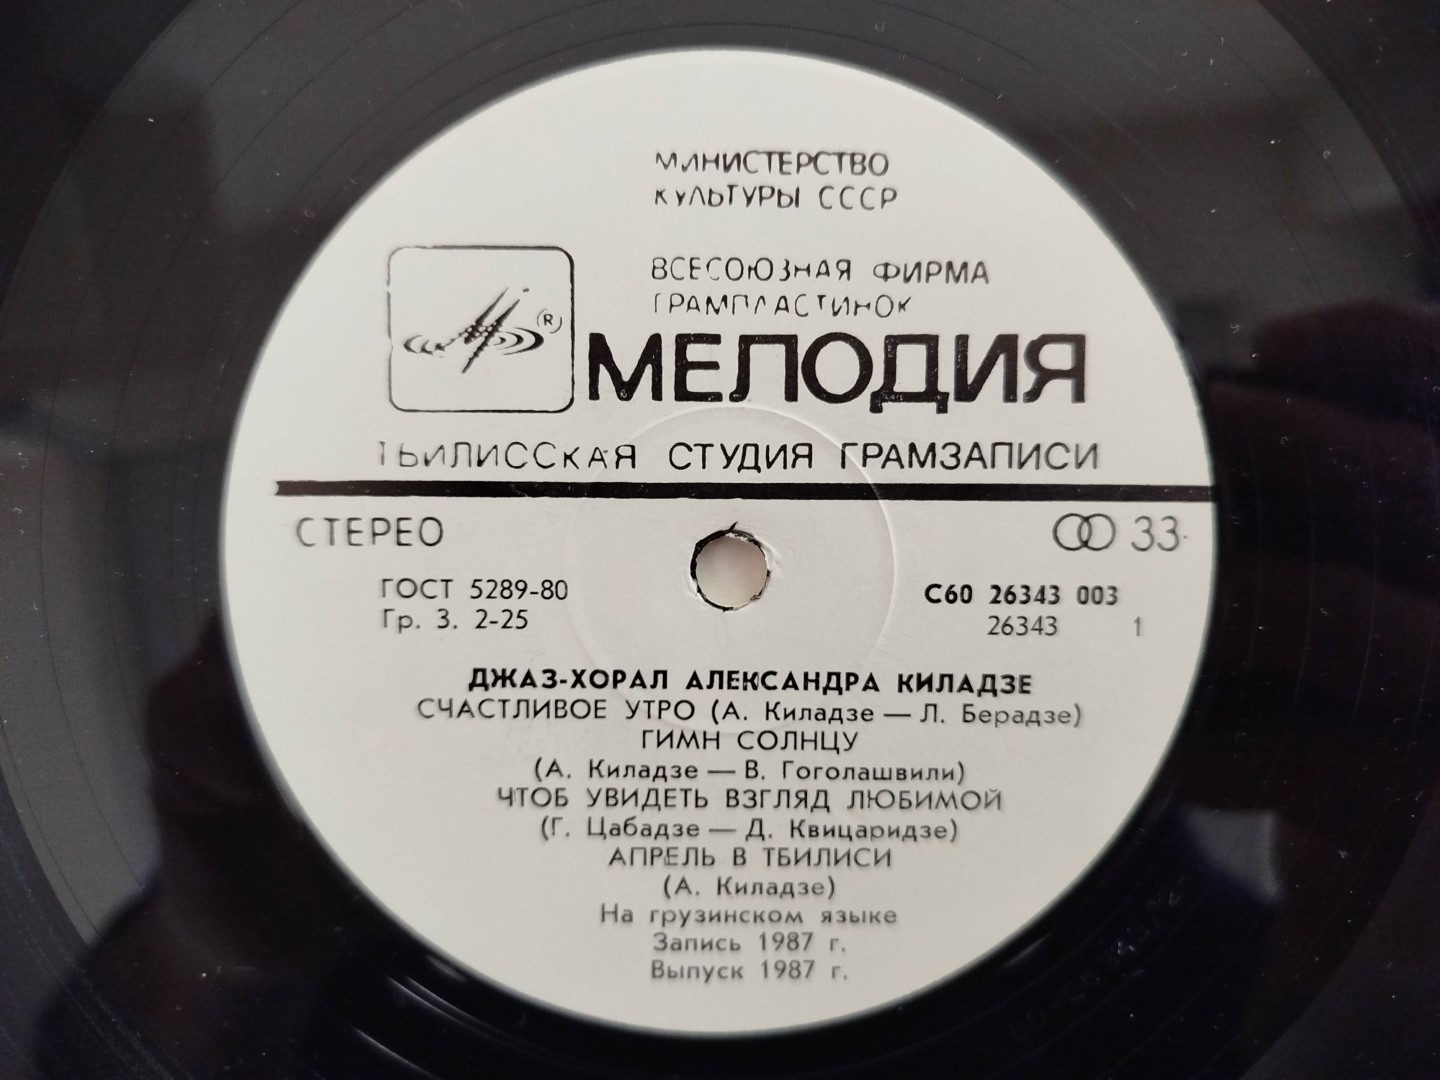 МИНИСТЕРСТВО
КУЛЬТУРЫ СССР
ВСЕСОЮЗНАЯ ФИРМА
ГРАМПЛАСТИНОК
®
МЕЛОДИЯ
ТБИЛИССКАЯ СТУДИЯ ГРАМЗАПИСИ
СТЕРЕО
33
ГОСТ 5289-80
Гр. 3. 2-25
С60 26343 003
26343 1
ДЖАЗ-ХОРАЛ АЛЕКСАНДРА КИЛАДЗЕ
СЧАСТЛИВОЕ УТРО (А. Киладзе — Л. Берадзе)
ГИМН СОЛНЦУ
(А. Киладзе — В. Гоголашвили)
ЧТОБ УВИДЕТЬ ВЗГЛЯД ЛЮБИМОЙ
(Г. Цабадзе — Д. Квицаридзе)
АПРЕЛЬ В ТБИЛИСИ
(А. Киладзе)
На грузинском языке
Запись 1987 г.
Выпуск 1987 г.